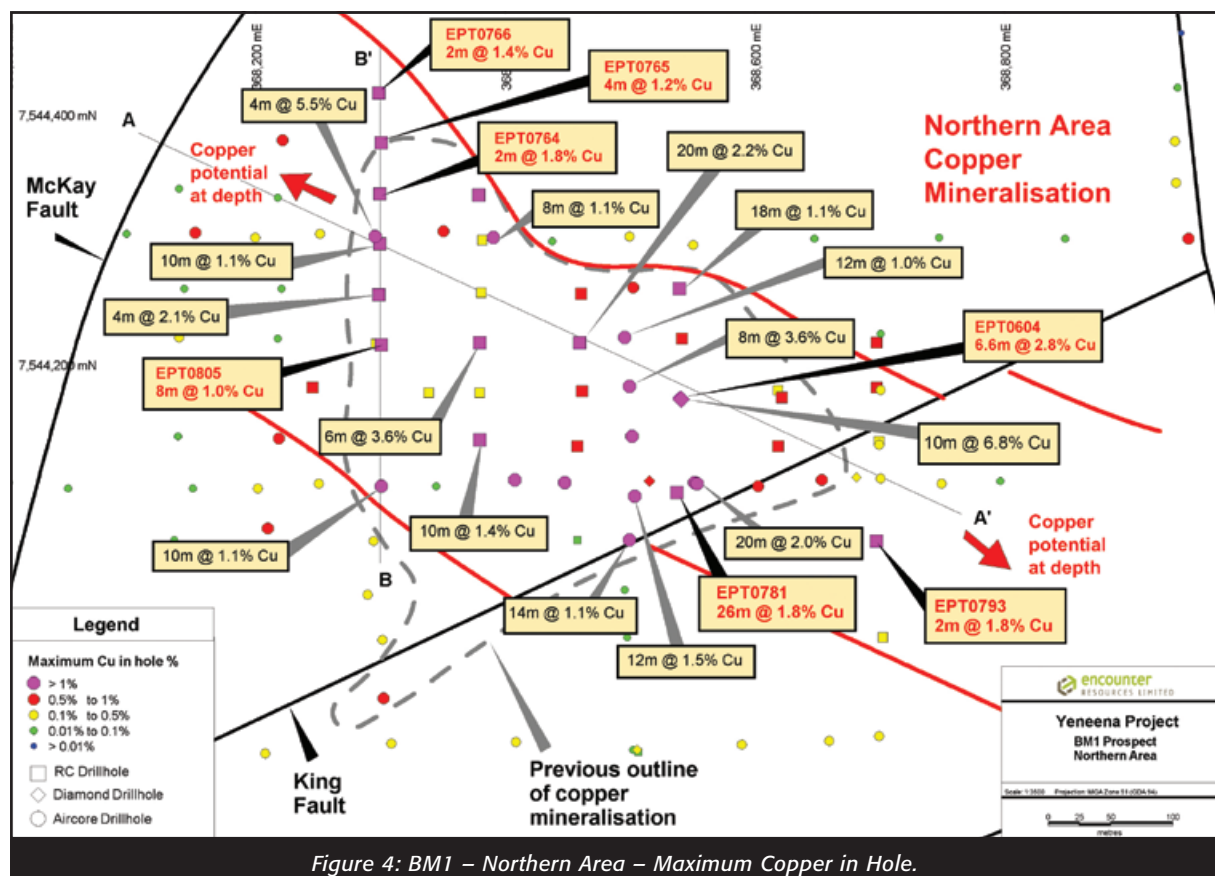 EPT0766
2m @ 1.4% Cu
368,200 mE
B'
EPT0765
4m @ 1.2% Cu
368,600 mE
368,800 mE
4m @ 5.5% Cu
7,544,400 mN
A
EPT0764
2m @ 1.8% Cu
20m @ 2.2% Cu
Northern Area
Copper
Mineralisation
Copper
potential
at depth
McKay
Fault
8m @ 1.1% Cu
18m @ 1.1% Cu
10m @ 1.1% Cu
12m @ 1.0% Cu
4m @ 2.1% Cu
8m @ 3.6% Cu
EPT0604
6.6m @ 2.8% Cu
7,544,200 mN
EPT0805
8m @ 1.0% Cu
6m @ 3.6% Cu
10m @ 6.8% Cu
10m @ 1.4% Cu
A'
Copper
potential
at depth
10m @ 1.1% Cu
B
20m @ 2.0% Cu
14m @ 1.1% Cu
EPT0781
26m @ 1.8% Cu
EPT0793
2m @ 1.8% Cu
12m @ 1.5% Cu
Legend
Maximum Cu in hole %
> 1%
0.5% to 1%
0.1% to 0.5%
0.01% to 0.1%
> 0.01%
RC Drillhole
Diamond Drillhole
Aircore Drillhole
King
Fault
Previous outline
of copper
mineralisation
encounter
RESOURCES LIMITED
Yeneena Project
BM1 Prospect
Northern Area
Projection: MGA Zone 51 (GDA 94)
0 25 50 100
metres
Figure 4: BM1 – Northern Area – Maximum Copper in Hole.